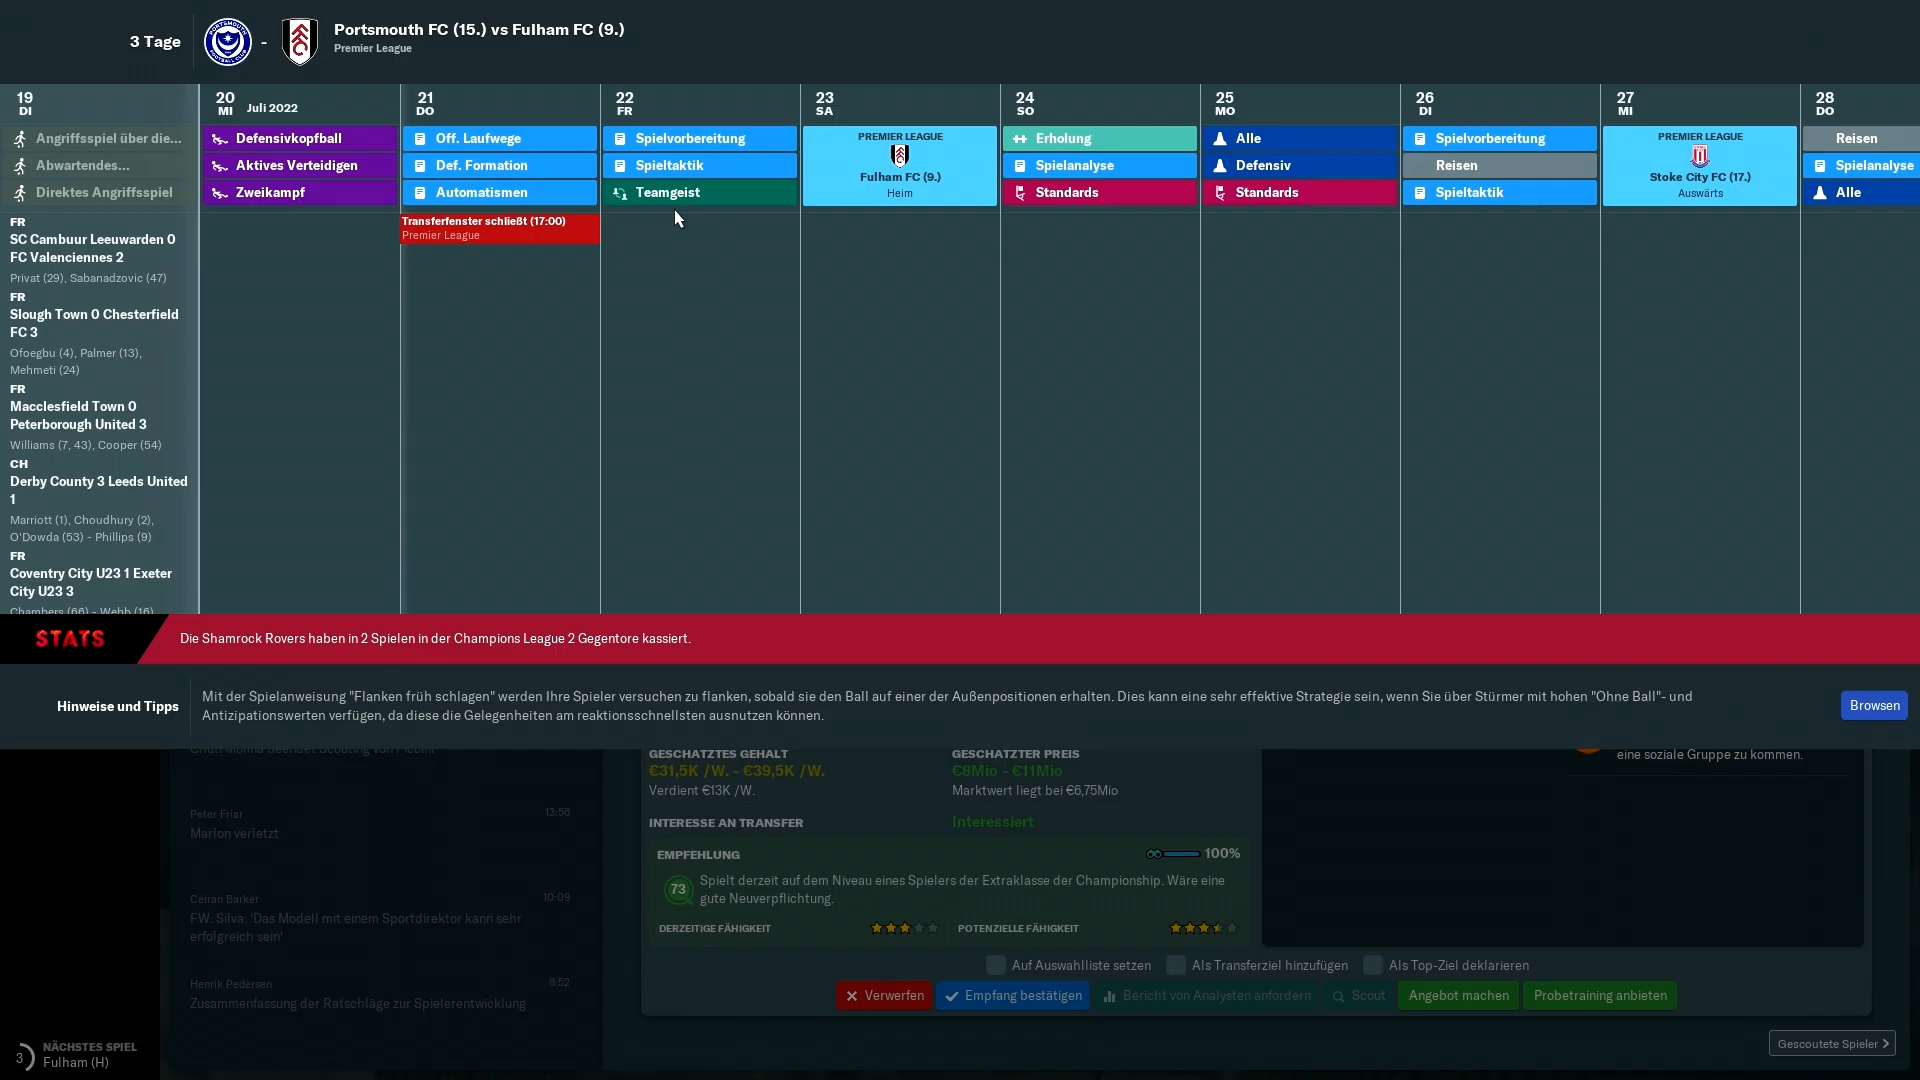 3 Tage
-
Portsmouth FC (15.) vs Fulham FC (9.)
Premier League
19
DI
20
MI
Juli 2022
21
DO
22
FR
23
SA
24
SO
25
MO
26
DI
27
MI
28
DO
Angriffsspiel über die...
Abwartendes...
Direktes Angriffsspiel
Defensivkopfball
Aktives Verteidigen
Zweikampf
Off. Laufwege
Def. Formation
Automatismen
Transferfenster schließt (17:00)
Premier League
Spielvorbereitung
Spieltaktik
Teamgeist
PREMIER LEAGUE
Fulham FC (9.)
Heim
Erholung
Spielanalyse
Standards
Alle
Defensiv
Standards
Spielvorbereitung
Reisen
Spieltaktik
PREMIER LEAGUE
Stoke City FC (17.)
Auswärts
Reisen
Spielanalyse
Alle
FR
SC Cambuur Leeuwarden 0
FC Valenciennes 2
Privat (29), Sabanadzovic (47)
FR
Slough Town 0 Chesterfield
FC 3
Ofoegbu (4), Palmer (13),
Mehmeti (24)
FR
Macclesfield Town 0
Peterborough United 3
Williams (7, 43), Cooper (54)
CH
Derby County 3 Leeds United
1
Marriott (1), Choudhury (2),
O'Dowda (53) - Phillips (9)
FR
Coventry City U23 1 Exeter
City U23 3
Chambers (66) - Webb (16)
STATS
Die Shamrock Rovers haben in 2 Spielen in der Champions League 2 Gegentore kassiert.
Hinweise und Tipps
Mit der Spielanweisung "Flanken früh schlagen" werden Ihre Spieler versuchen zu flanken, sobald sie den Ball auf einer der Außenpositionen erhalten. Dies kann eine sehr effektive Strategie sein, wenn Sie über Stürmer mit hohen "Ohne Ball"- und
Antizipationswerten verfügen, da diese die Gelegenheiten am reaktionsschnellsten ausnutzen können.
Browsen
beendet Scouting von Piccini
Peter Friar
13:56
Marlon verletzt
Ceiran Barker
10:09
FW: Silva: 'Das Modell mit einem Sportdirektor kann sehr
erfolgreich sein'
Henrik Pedersen
8:52
Zusammenfassung der Ratschläge zur Spielerentwicklung
GESCHÄTZTES GEHALT
€31,5K /W. - €39,5K /W.
Verdient €13K /W.
GESCHÄTZTER PREIS
€8Mio - €11Mio
Marktwert liegt bei €6,75Mio
INTERESSE AN TRANSFER
Interessiert
EMPFEHLUNG
100%
73
Spielt derzeit auf dem Niveau eines Spielers der Extraklasse der Championship. Wäre eine
gute Neuverpflichtung.
DERZEITIGE FÄHIGKEIT
POTENZIELLE FÄHIGKEIT
eine soziale Gruppe zu kommen.
Auf Auswahlliste setzen
Als Transferziel hinzufügen
Als Top-Ziel deklarieren
Verwerfen
Empfang bestätigen
Bericht von Analysten anfordern
Scout
Angebot machen
Probetraining anbieten
Gescoutete Spieler
3
NÄCHSTES SPIEL
Fulham (H)